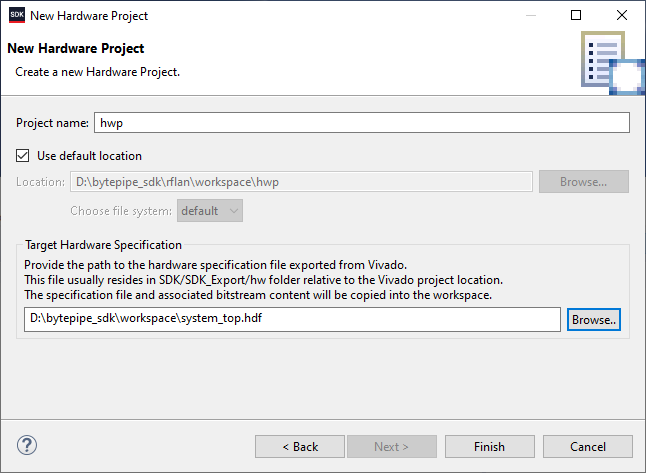 SDK New Hardware Project
New Hardware Project
Create a new Hardware Project.
Project name: hwp
Use default location
Location: D:\bytepipe_sdk\rflan\workspace\hwp Browse...
Choose file system: default
Target Hardware Specification
Provide the path to the hardware specification file exported from Vivado.
This file usually resides in SDK/SDK_Export/hw folder relative to the Vivado project location.
The specification file and associated bitstream content will be copied into the workspace.
D:\bytepipe_sdk\workspace\system_top.hdf Browse..
? < Back Next > Finish Cancel